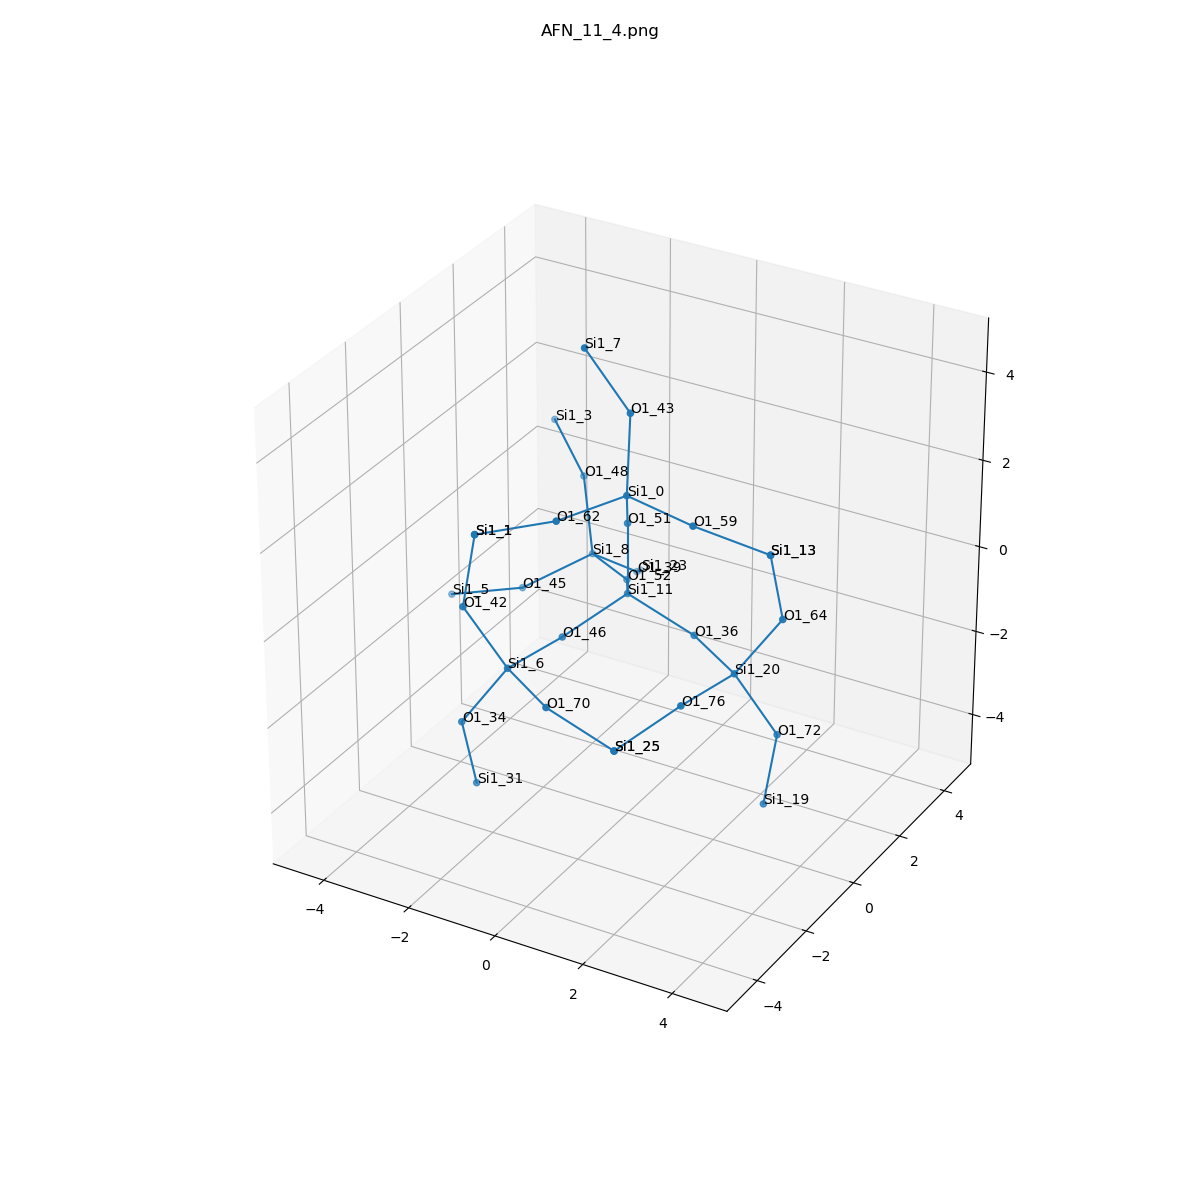 AFN_11_4.png
Si1_7
Si1_3
O1_43
O1_48
Si1_0
O1_62
O1_51
O1_59
Si1_1
Si1_8
Si1_13
Si1_23
O1_39
O1_52
Si1_5
O1_45
Si1_11
O1_42
O1_64
O1_46
O1_36
Si1_6
Si1_20
O1_70
O1_76
O1_34
O1_72
Si1_25
Si1_31
Si1_19
4
2
0
−2
−4
4
2
0
−2
−4
−4
−2
0
2
4